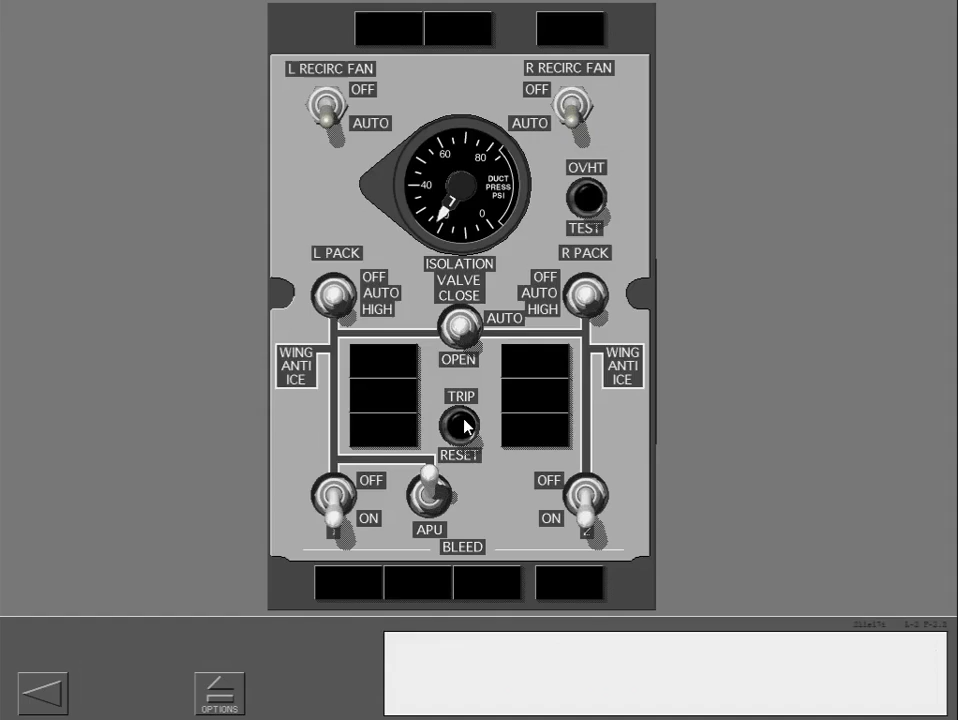 L RECIRC FAN
R RECIRC FAN
OFF
OFF
AUTO
AUTO
60
80
40
0
DUCT
PRESS
PSI
OVHT
TEST
L PACK
R PACK
ISOLATION
VALVE
CLOSE
OFF
AUTO
HIGH
OFF
AUTO
HIGH
AUTO
OPEN
WING
ANTI
ICE
WING
ANTI
ICE
TRIP
RESET
OFF
ON
OFF
ON
1
2
APU
BLEED
OPTIONS